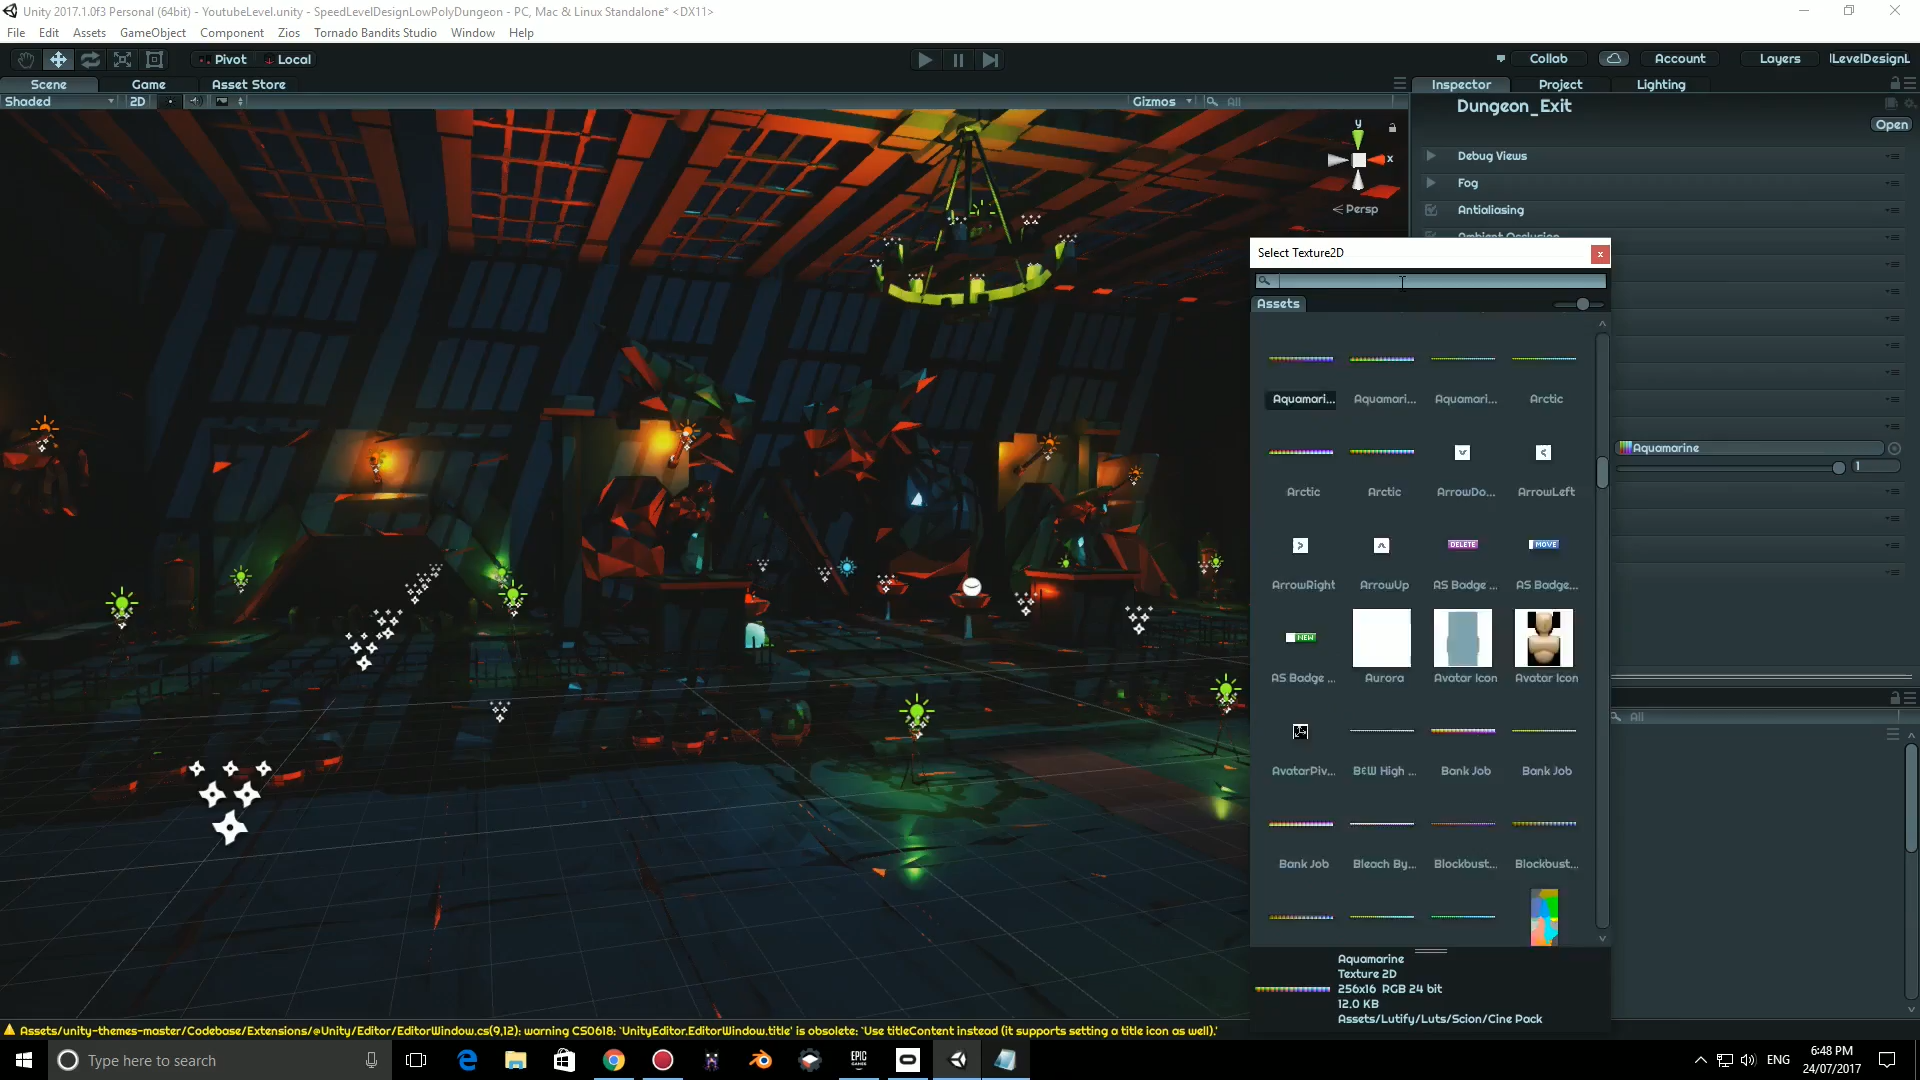 Unity 2017.1.0f3 Personal (64bit) - YoutubeLevel.unity - SpeedLevelDesignLowPolyDungeon - PC, Mac & Linux Standalone* <DX11>
File Edit Assets GameObject Component Zios Tornado Bandits Studio Window Help
Pivot Local Collab Account Layers lLevelDesignL
Scene Game Asset Store Inspector Project Lighting
Shaded 2D Gizmos All
Dungeon_Exit
Open
y
x
Persp
Debug Views
Fog
Antialiasing
Ambient Occlusion
Select Texture2D
Assets
Aquamari... Aquamari... Aquamari... Arctic
Arctic Arctic ArrowDo... ArrowLeft
DELETE MOVE
ArrowRight ArrowUp AS Badge ... AS Badge...
NEW
AS Badge ... Aurora Avatar Icon Avatar Icon
AvatarPiv... B&W High ... Bank Job Bank Job
Bank Job Bleach By... Blockbust... Blockbust...
Aquamarine
1
All
Aquamarine
Texture 2D
256x16 RGB 24 bit
12.0 KB
Assets/Lutify/Luts/Scion/Cine Pack
Assets/unity-themes-master/Codebase/Extensions/@Unity/Editor/EditorWindow.cs(9,12): warning CS0618: `UnityEditor.EditorWindow.title' is obsolete: `Use titleContent instead (it supports setting a title icon as well).'
Type here to search
EPIC
GAMES
ENG
6:48 PM
24/07/2017